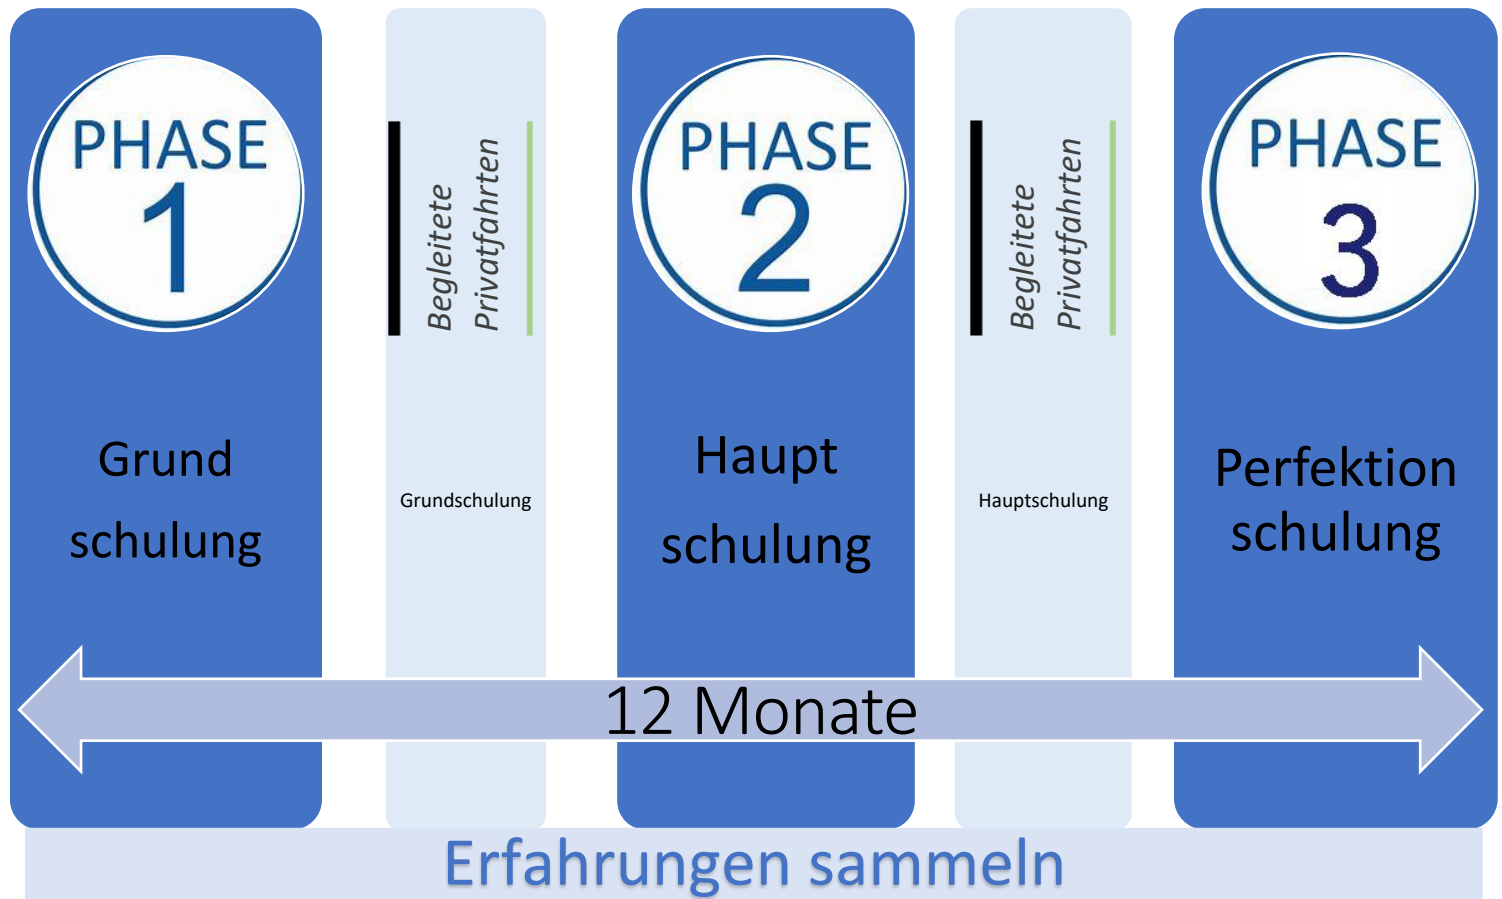 PHASE
1
Grund
schulung
Begleitete
Privatfahrten
Grundschulung
PHASE
2
Haupt
schulung
Begleitete
Privatfahrten
Hauptschulung
PHASE
3
Perfektion
schulung
12 Monate
Erfahrungen sammeln